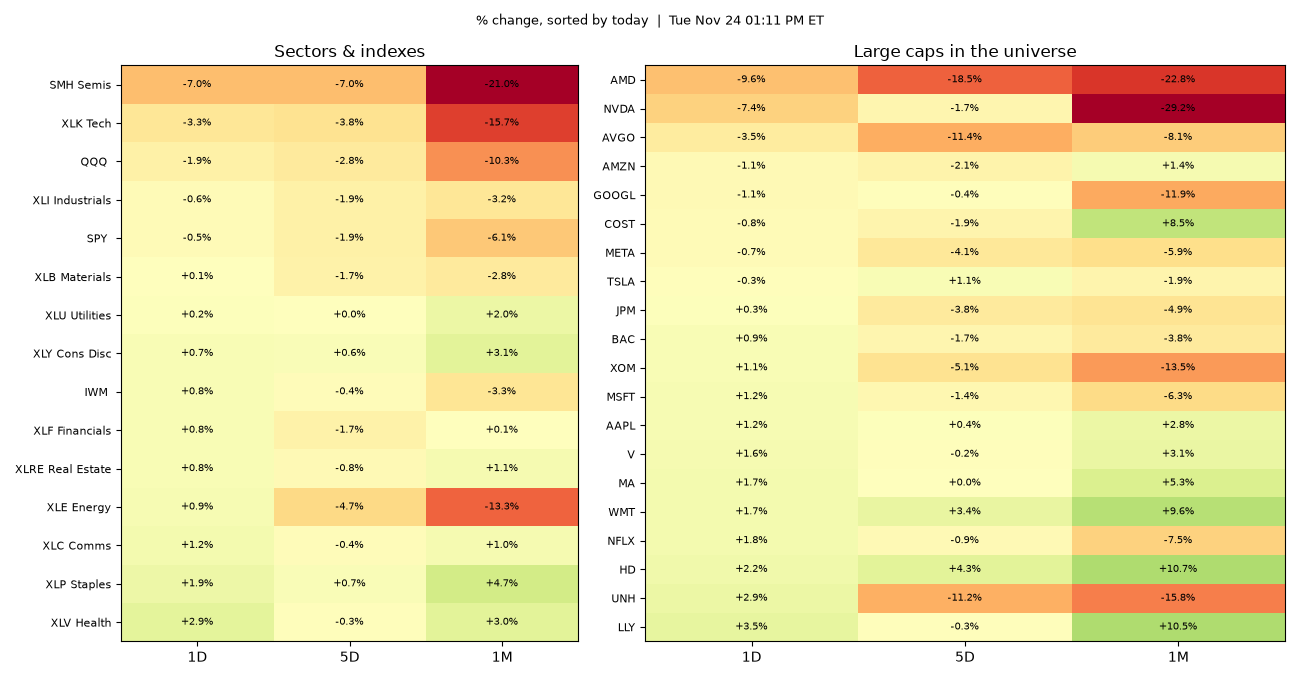 % change, sorted by today | Tue Nov 24 01:11 PM ET
Sectors & indexes
SMH Semis -7.0% -7.0% -21.0%
XLK Tech -3.3% -3.8% -15.7%
QQQ -1.9% -2.8% -10.3%
XLI Industrials -0.6% -1.9% -3.2%
SPY -0.5% -1.9% -6.1%
XLB Materials +0.1% -1.7% -2.8%
XLU Utilities +0.2% +0.0% +2.0%
XLY Cons Disc +0.7% +0.6% +3.1%
IWM +0.8% -0.4% -3.3%
XLF Financials +0.8% -1.7% +0.1%
XLRE Real Estate +0.8% -0.8% +1.1%
XLE Energy +0.9% -4.7% -13.3%
XLC Comms +1.2% -0.4% +1.0%
XLP Staples +1.9% +0.7% +4.7%
XLV Health +2.9% -0.3% +3.0%
1D 5D 1M
Large caps in the universe
AMD -9.6% -18.5% -22.8%
NVDA -7.4% -1.7% -29.2%
AVGO -3.5% -11.4% -8.1%
AMZN -1.1% -2.1% +1.4%
GOOGL -1.1% -0.4% -11.9%
COST -0.8% -1.9% +8.5%
META -0.7% -4.1% -5.9%
TSLA -0.3% +1.1% -1.9%
JPM +0.3% -3.8% -4.9%
BAC +0.9% -1.7% -3.8%
XOM +1.1% -5.1% -13.5%
MSFT +1.2% -1.4% -6.3%
AAPL +1.2% +0.4% +2.8%
V +1.6% -0.2% +3.1%
MA +1.7% +0.0% +5.3%
WMT +1.7% +3.4% +9.6%
NFLX +1.8% -0.9% -7.5%
HD +2.2% +4.3% +10.7%
UNH +2.9% -11.2% -15.8%
LLY +3.5% -0.3% +10.5%
1D 5D 1M